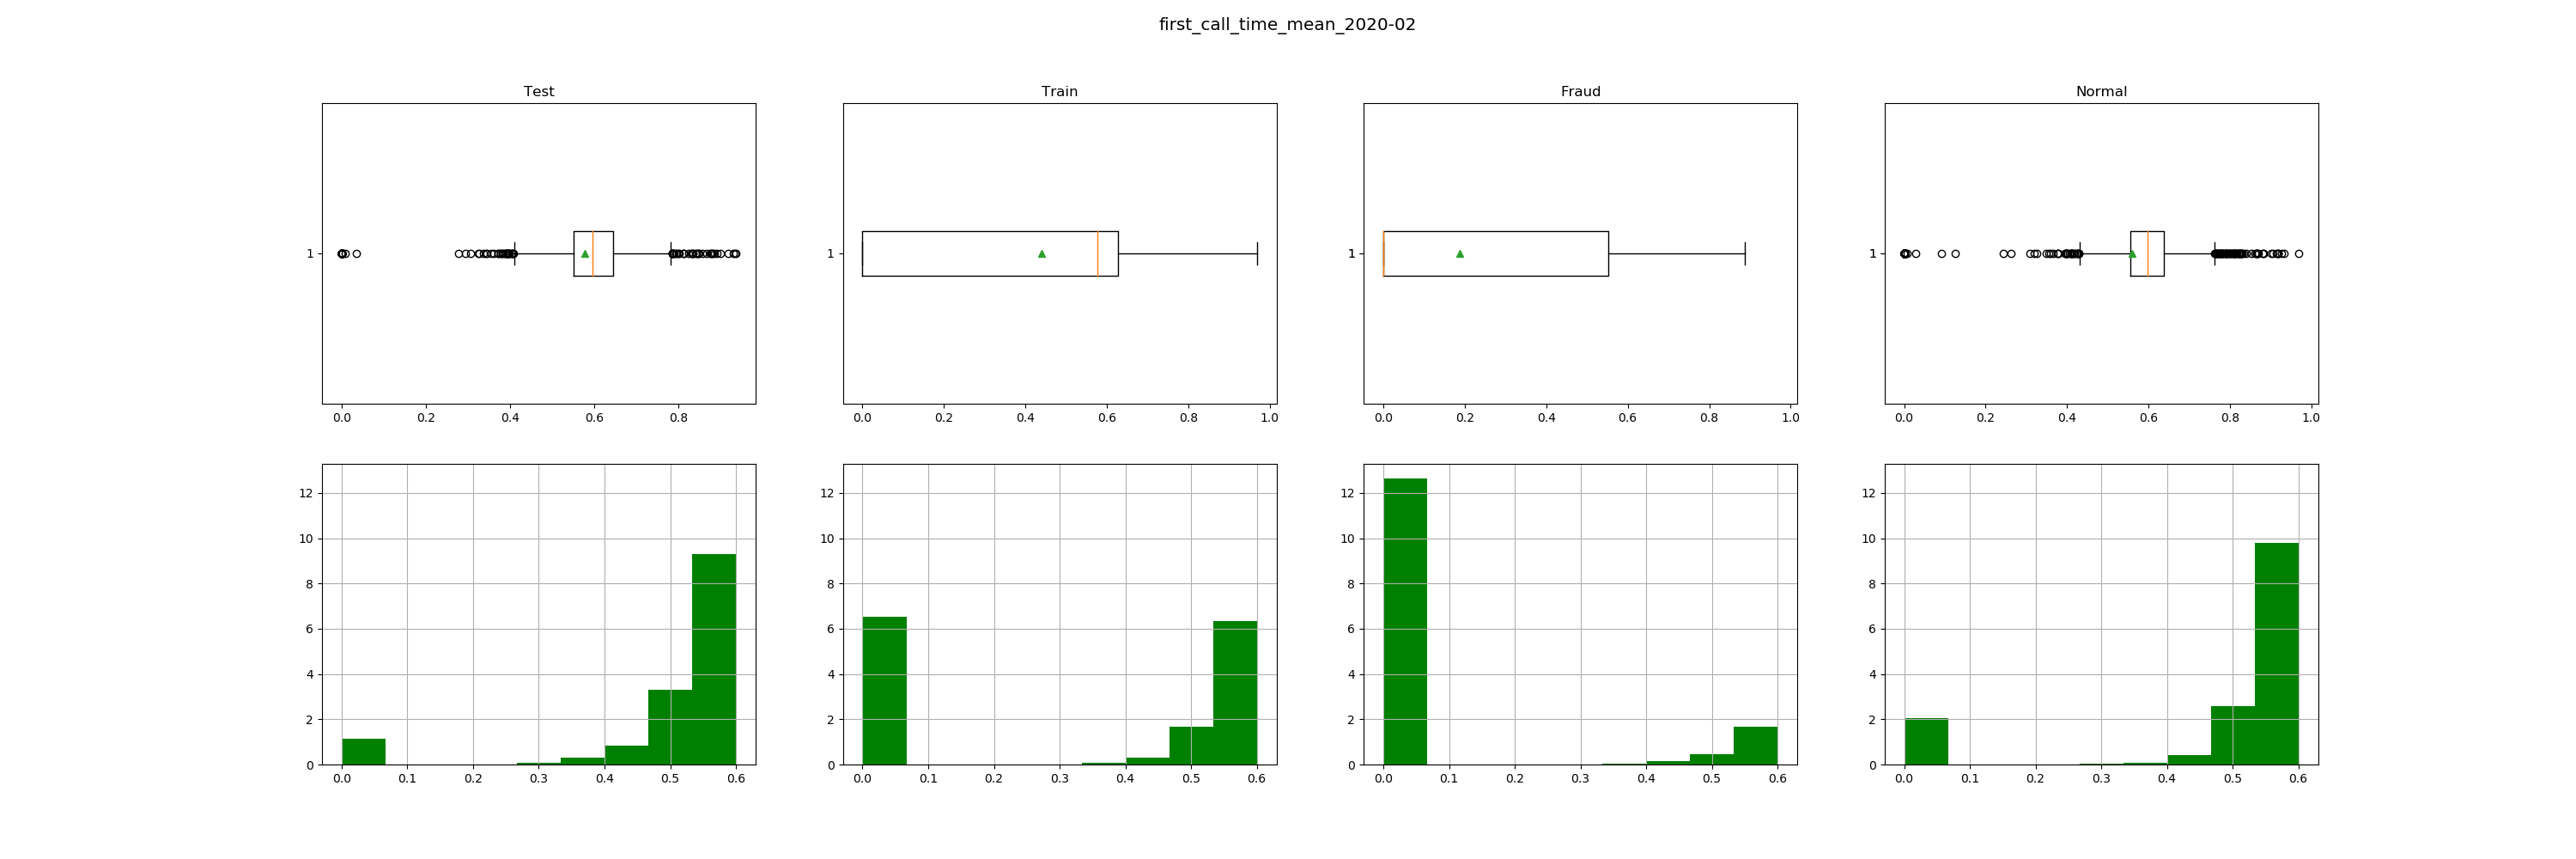 first_call_time_mean_2020-02
Test Train Fraud Normal
1 1 1 1
0.0 0.2 0.4 0.6 0.8 0.0 0.2 0.4 0.6 0.8 1.0 0.0 0.2 0.4 0.6 0.8 1.0 0.0 0.2 0.4 0.6 0.8 1.0
12 12 12 12
10 10 10 10
8 8 8 8
6 6 6 6
4 4 4 4
2 2 2 2
0 0 0 0
0.0 0.1 0.2 0.3 0.4 0.5 0.6 0.0 0.1 0.2 0.3 0.4 0.5 0.6 0.0 0.1 0.2 0.3 0.4 0.5 0.6 0.0 0.1 0.2 0.3 0.4 0.5 0.6